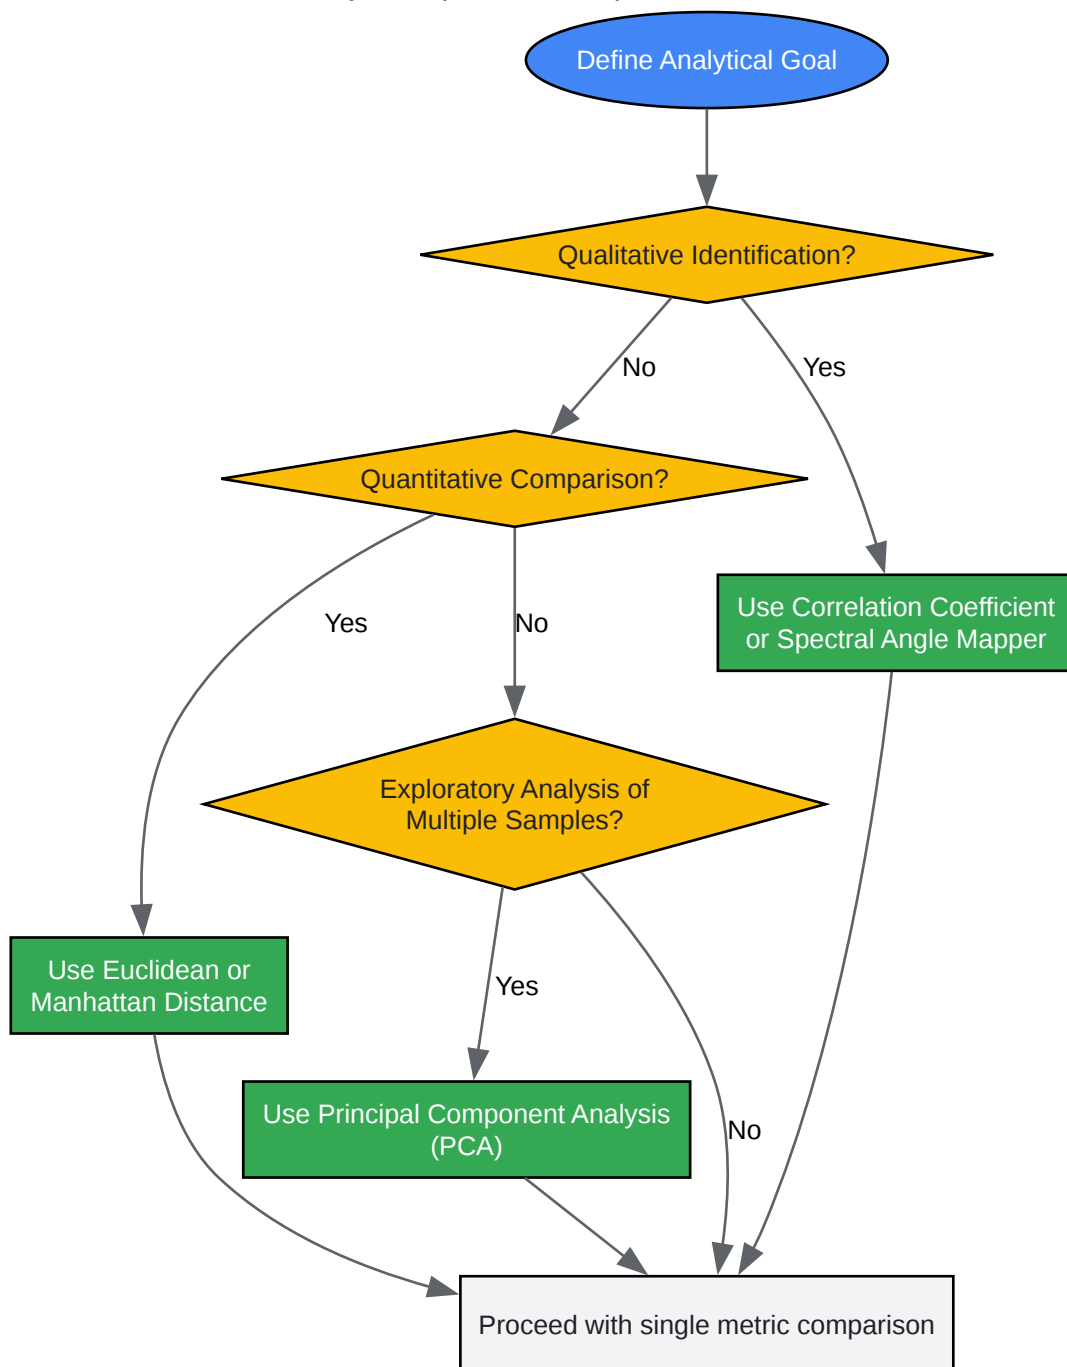 Define Analytical Goal
Qualitative Identification?
No
Yes
Quantitative Comparison?
Use Correlation Coefficient
or Spectral Angle Mapper
Yes
No
Exploratory Analysis of
Multiple Samples?
Use Euclidean or
Manhattan Distance
Yes
Use Principal Component Analysis
(PCA)
No
Proceed with single metric comparison